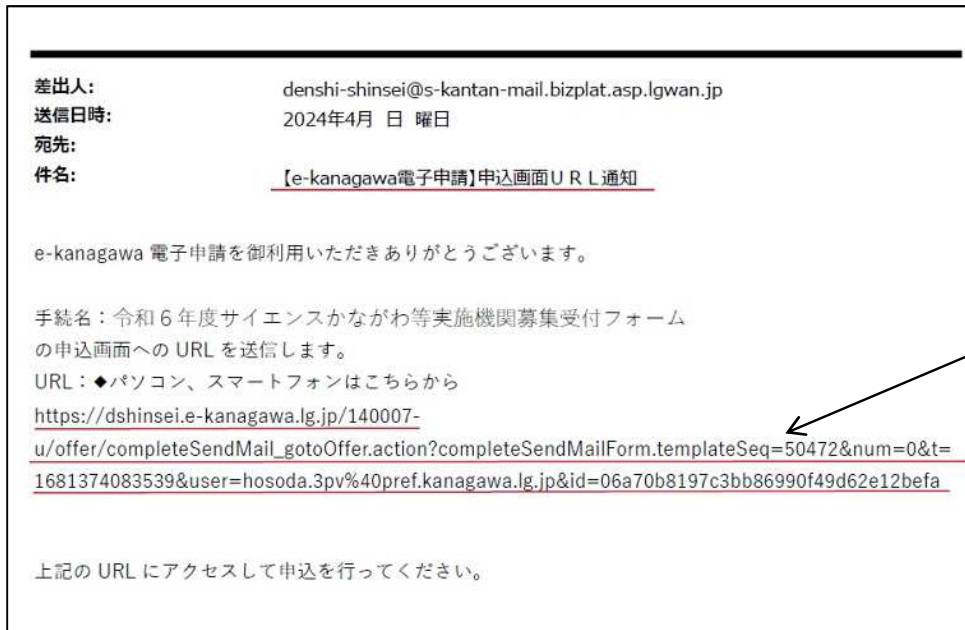 差出人: denshi-shinsei@s-kantan-mail.bizplat.asp.lgwan.jp
送信日時: 2024年4月 日 曜日
宛先:
件名: 【e-kanagawa電子申請】申込画面ＵＲＬ通知
e-kanagawa 電子申請を御利用いただきありがとうございます。
手続名：令和６年度サイエンスかながわ等実施機関募集受付フォーム
の申込画面への URL を送信します。
URL：◆パソコン、スマートフォンはこちらから
https://dshinsei.e-kanagawa.lg.jp/140007-
u/offer/completeSendMail_gotoOffer.action?completeSendMailForm.templateSeq=50472&num=0&t=
1681374083539&user=hosoda.3pv%40pref.kanagawa.lg.jp&id=06a70b8197c3bb86990f49d62e12befa
上記の URL にアクセスして申込を行ってください。